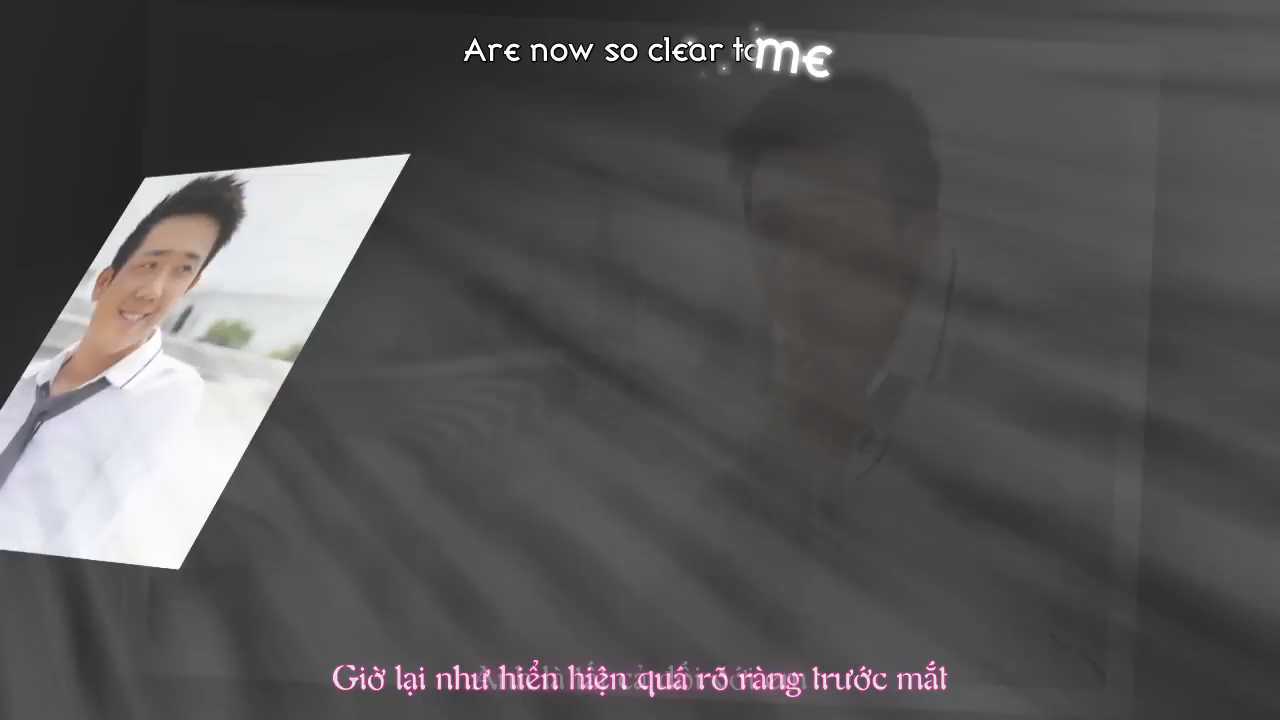 Are now so clear to me
Giờ lại như hiển hiện quá rõ ràng trước mắt